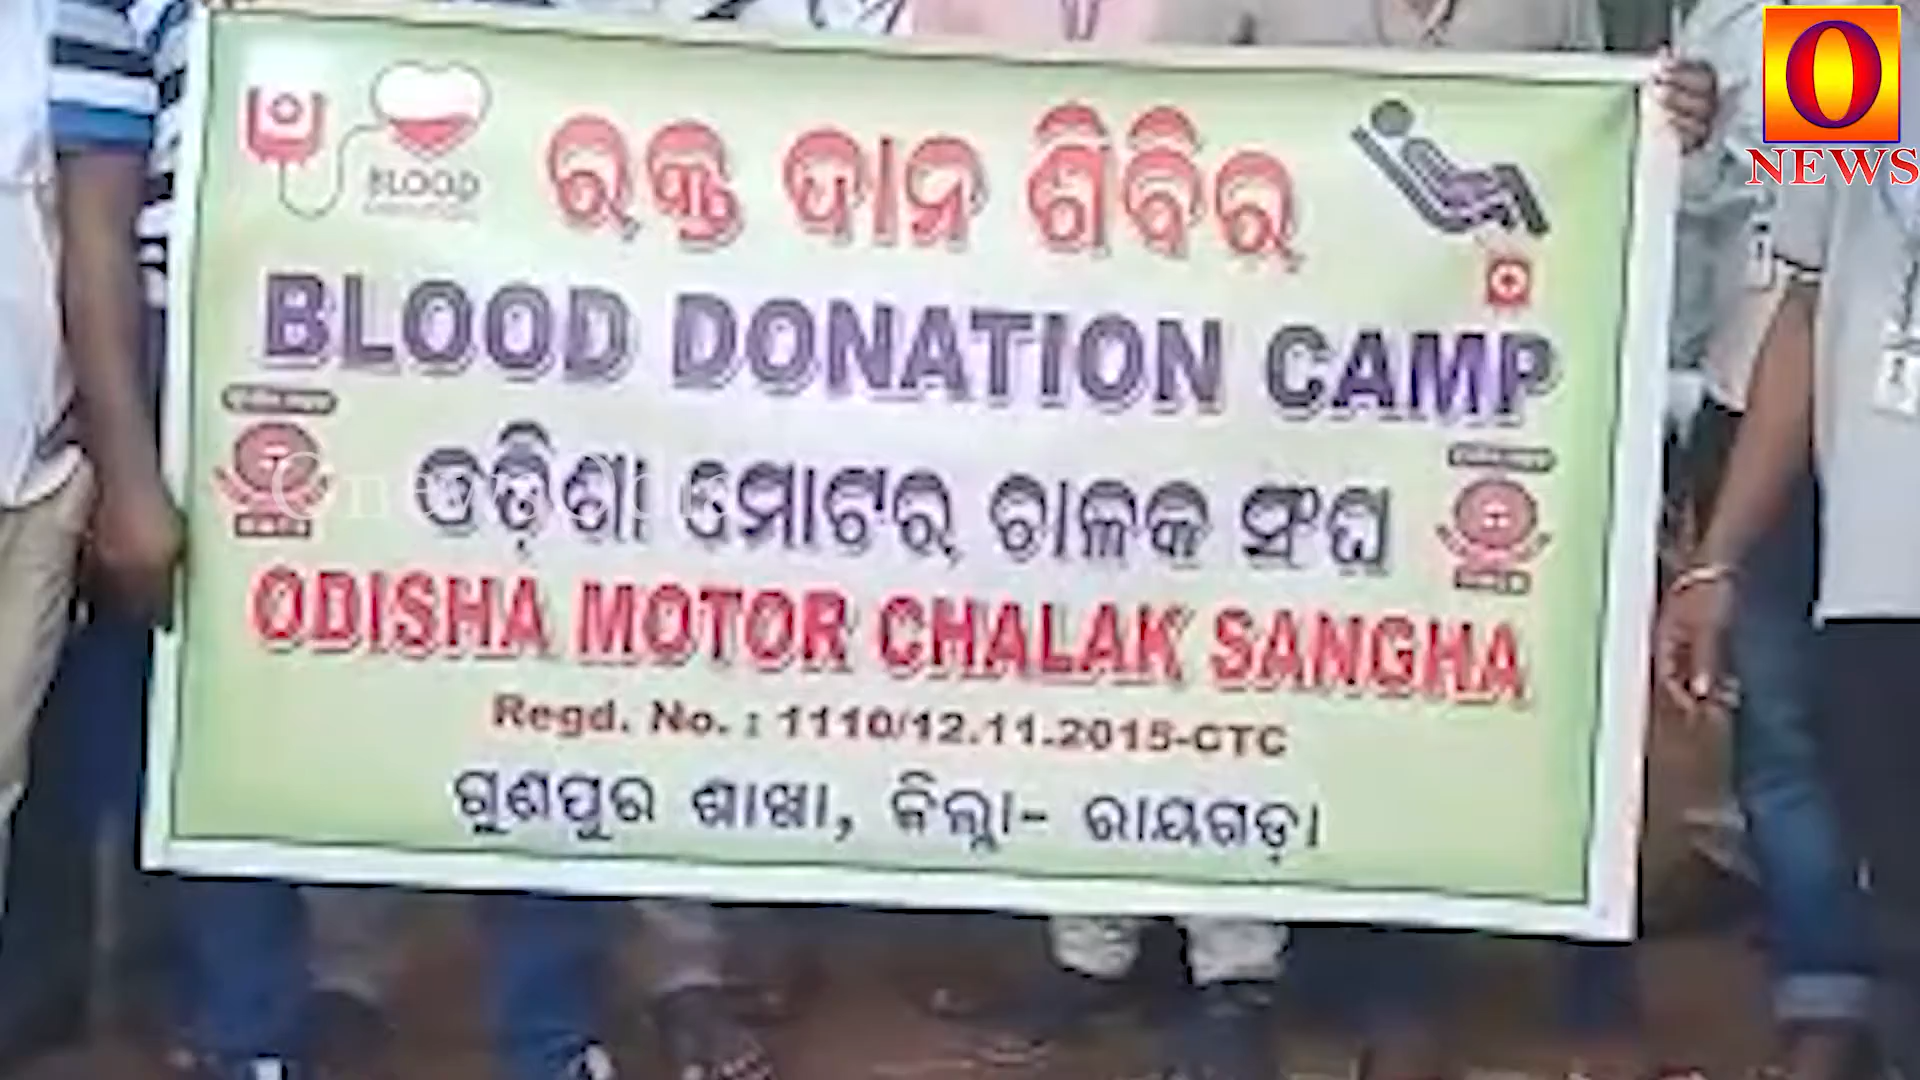 O
NEWS
BLOOD
ରକ୍ତ ଦାନ ଶିବିର
BLOOD DONATION CAMP
ଓଡ଼ିଶା ମୋଟର ଚାଳକ ସଂଘ
ODISHA MOTOR CHALAK SANGHA
Regd. No. : 1110/12.11.2015-CTC
ଗୁଣପୁର ଶାଖା, ଜିଲ୍ଲା- ରାୟଗଡ଼ା